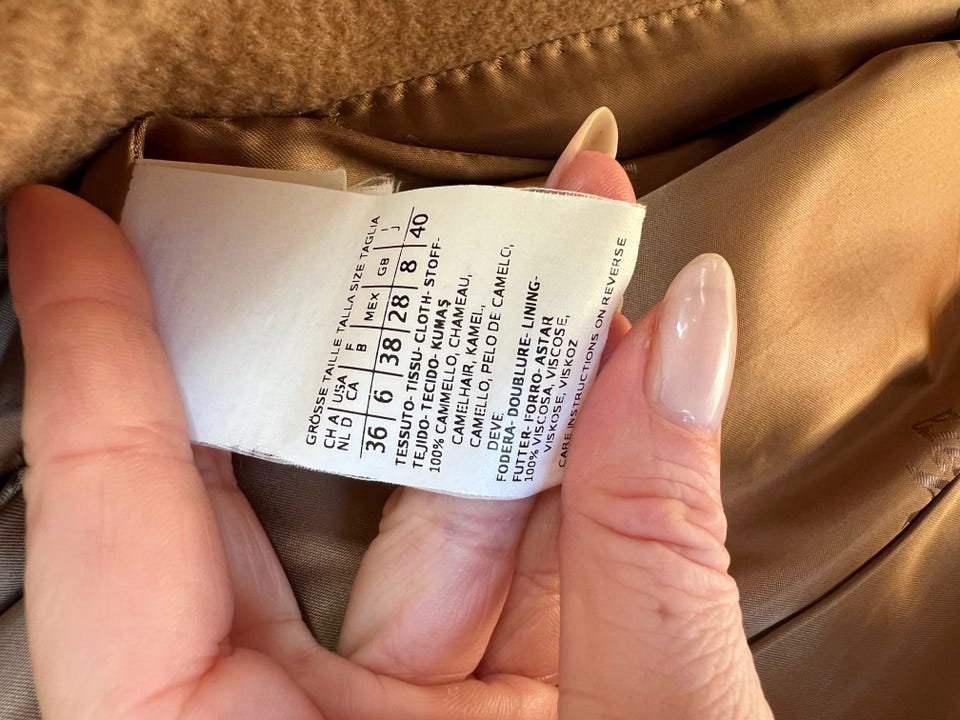 GRÖSSE TAILLE TALLA SIZE TAGLIA
CH A USA F MEX GB J
NL D CA B
36 6 38 28 8 40
TESSUTO- TISSU- CLOTH- STOFF-
TEJIDO- TECIDO- KUMAŞ
100% CAMMELLO, CHAMEAU,
CAMELHAIR, KAMEL,
CAMELLO, PELO DE CAMELO,
DEVE
FODERA- DOUBLURE- LINING-
FUTTER- FORRO- ASTAR
100% VISCOSA, VISCOSE,
VISKOSE, VISKOZ
CARE INSTRUCTIONS ON REVERSE